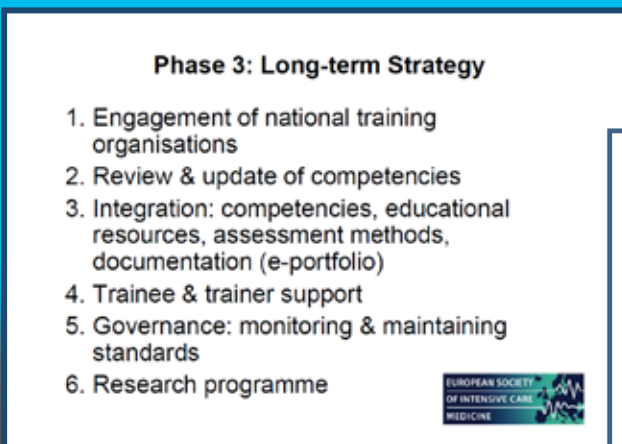 Phase 3: Long-term Strategy
1. Engagement of national training
organisations
2. Review & update of competencies
3. Integration: competencies, educational
resources, assessment methods,
documentation (e-portfolio)
4. Trainee & trainer support
5. Governance: monitoring & maintaining
standards
6. Research programme
EUROPEAN SOCIETY
OF INTENSIVE CARE
MEDICINE